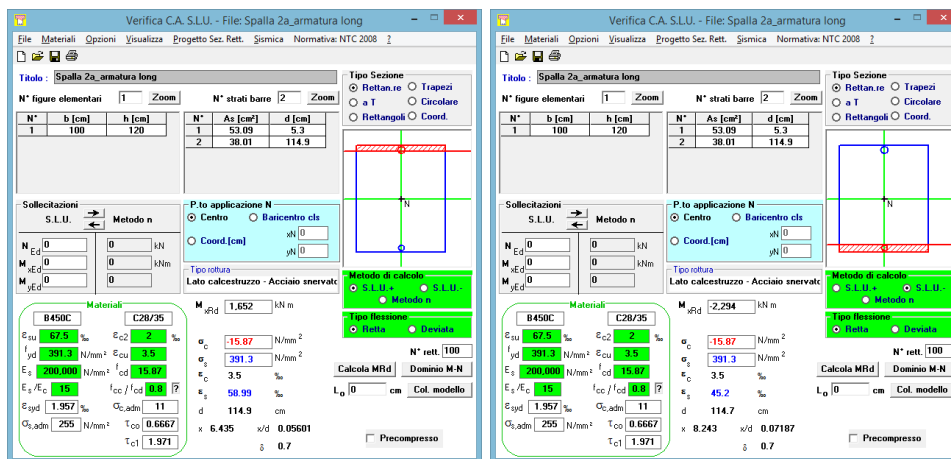 Verifica C.A. S.L.U. - File: Spalla 2a_armatura long
File Materiali Opzioni Visualizza Progetto Sez. Rett. Sismica Normativa: NTC 2008 ?
Titolo : Spalla 2a_armatura long
N° figure elementari 1 Zoom N° strati barre 2 Zoom
N° b [cm] h [cm]
1 100 120
N° As [cm²] d [cm]
1 53.09 5.3
2 38.01 114.9
Tipo Sezione
Rettan.re Trapezi
a T Circolare
Rettangoli Coord.
N
Sollecitazioni
S.L.U. Metodo n
N Ed 0 0 kN
M xEd 0 0 kNm
M yEd 0 0
P.to applicazione N
Centro Baricentro cls
Coord.[cm] xN 0
yN 0
Tipo rottura
Lato calcestruzzo - Acciaio snervato
Metodo di calcolo
S.L.U.+ S.L.U.-
Metodo n
Tipo flessione
Retta Deviata
Materiali
B450C C28/35
εsu 67.5 ‰ εc2 2 ‰
fyd 391.3 N/mm² εcu 3.5
Es 200,000 N/mm² fcd 15.87
Es/Ec 15 fcc/fcd 0.8 ?
εsyd 1.957 ‰ σc,adm 11
σs,adm 255 N/mm² τco 0.6667
τc1 1.971
M xRd 1,652 kN m
σc -15.87 N/mm²
σs 391.3 N/mm²
εc 3.5 ‰
εs 58.99 ‰
d 114.9 cm
x 6.435 x/d 0.05601
δ 0.7
N° rett. 100
Calcola MRd Dominio M-N
Lo 0 cm Col. modello
Precompresso
Verifica C.A. S.L.U. - File: Spalla 2a_armatura long
File Materiali Opzioni Visualizza Progetto Sez. Rett. Sismica Normativa: NTC 2008 ?
Titolo : Spalla 2a_armatura long
N° figure elementari 1 Zoom N° strati barre 2 Zoom
N° b [cm] h [cm]
1 100 120
N° As [cm²] d [cm]
1 53.09 5.3
2 38.01 114.9
Tipo Sezione
Rettan.re Trapezi
a T Circolare
Rettangoli Coord.
N
Sollecitazioni
S.L.U. Metodo n
N Ed 0 0 kN
M xEd 0 0 kNm
M yEd 0 0
P.to applicazione N
Centro Baricentro cls
Coord.[cm] xN 0
yN 0
Tipo rottura
Lato calcestruzzo - Acciaio snervato
Metodo di calcolo
S.L.U.+ S.L.U.-
Metodo n
Tipo flessione
Retta Deviata
Materiali
B450C C28/35
εsu 67.5 ‰ εc2 2 ‰
fyd 391.3 N/mm² εcu 3.5
Es 200,000 N/mm² fcd 15.87
Es/Ec 15 fcc/fcd 0.8 ?
εsyd 1.957 ‰ σc,adm 11
σs,adm 255 N/mm² τco 0.6667
τc1 1.971
M xRd -2,294 kN m
σc -15.87 N/mm²
σs 391.3 N/mm²
εc 3.5 ‰
εs 45.2 ‰
d 114.7 cm
x 8.243 x/d 0.07187
δ 0.7
N° rett. 100
Calcola MRd Dominio M-N
Lo 0 cm Col. modello
Precompresso